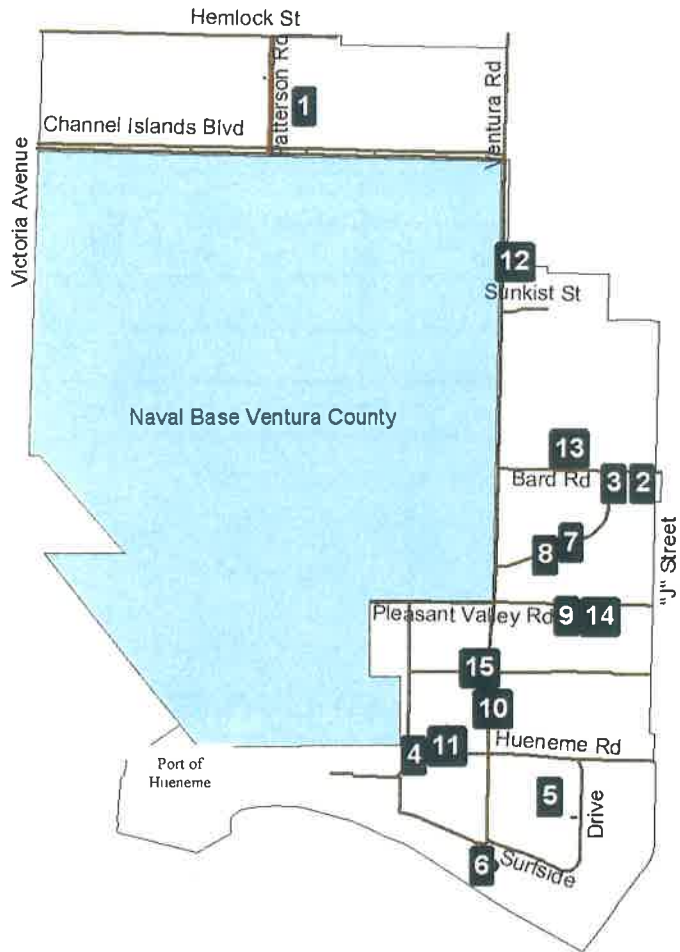 Hemlock St
Patterson Rd
Ventura Rd
1
Channel Islands Blvd
Victoria Avenue
12
Sunkist St
Naval Base Ventura County
13
Bard Rd
3
2
8
7
"J" Street
Pleasant Valley Rd
9
14
15
10
Hueneme Rd
4
11
Port of
Hueneme
5
Drive
6
Surfside